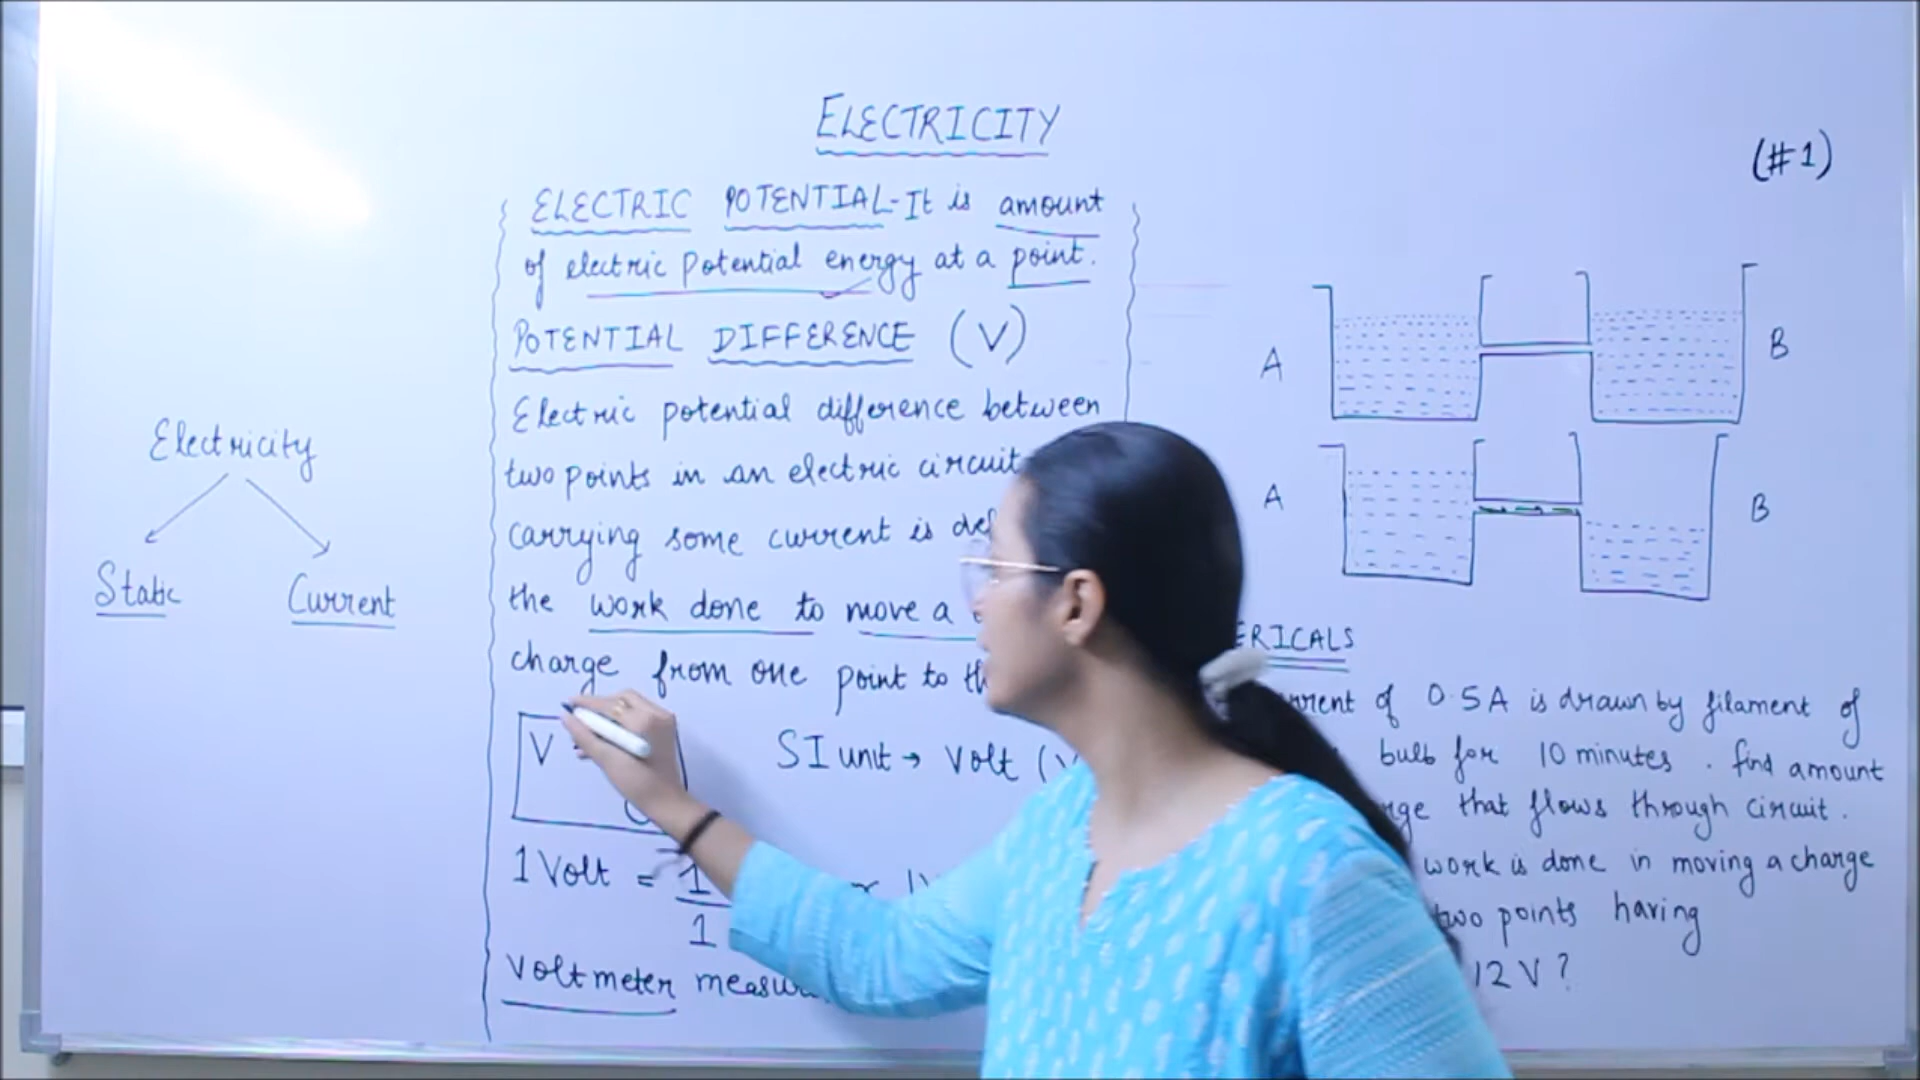 ELECTRICITY
(#1)
Electricity
Static
Current
ELECTRIC POTENTIAL-It is amount
of electric potential energy at a point.
POTENTIAL DIFFERENCE (V)
Electric potential difference between
two points in an electric circuit
carrying some current is def
the work done to move a
charge from one point to th
V
SI unit → Volt (V
1 Volt = 1
1
Voltmeter measur
A
B
A
B
ERICALS
rrent of 0.5A is drawn by filament of
bulb for 10 minutes. find amount
rge that flows through circuit.
work is done in moving a charge
two points having
12 V?